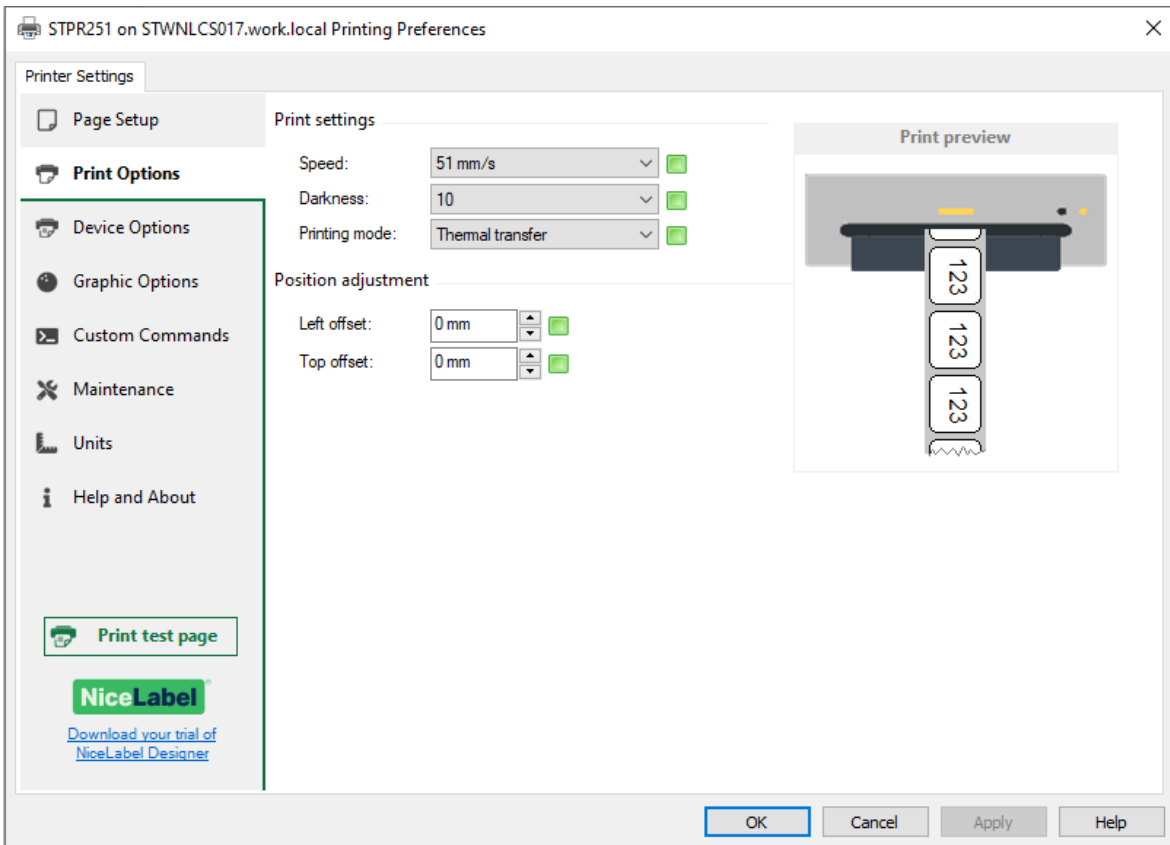 STPR251 on STWNLCS017.work.local Printing Preferences
Printer Settings
Page Setup
Print Options
Device Options
Graphic Options
Custom Commands
Maintenance
Units
Help and About
Print test page
NiceLabel®
Download your trial of
NiceLabel Designer
Print settings
Speed: 51 mm/s
Darkness: 10
Printing mode: Thermal transfer
Position adjustment
Left offset: 0 mm
Top offset: 0 mm
Print preview
123
123
123
OK Cancel Apply Help